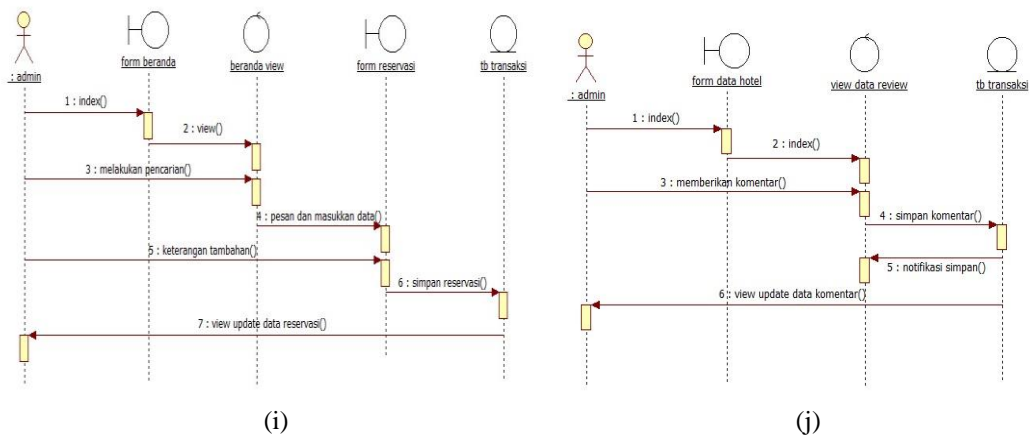 : admin
form beranda
beranda view
form reservasi
tb transaksi
1 : index()
2 : view()
3 : melakukan pencarian()
4 : pesan dan masukkan data()
5 : keterangan tambahan()
6 : simpan reservasi()
7 : view update data reservasi()
(i)
: admin
form data hotel
view data review
tb transaksi
1 : index()
2 : index()
3 : memberikan komentar()
4 : simpan komentar()
5 : notifikasi simpan()
6 : view update data komentar()
(j)